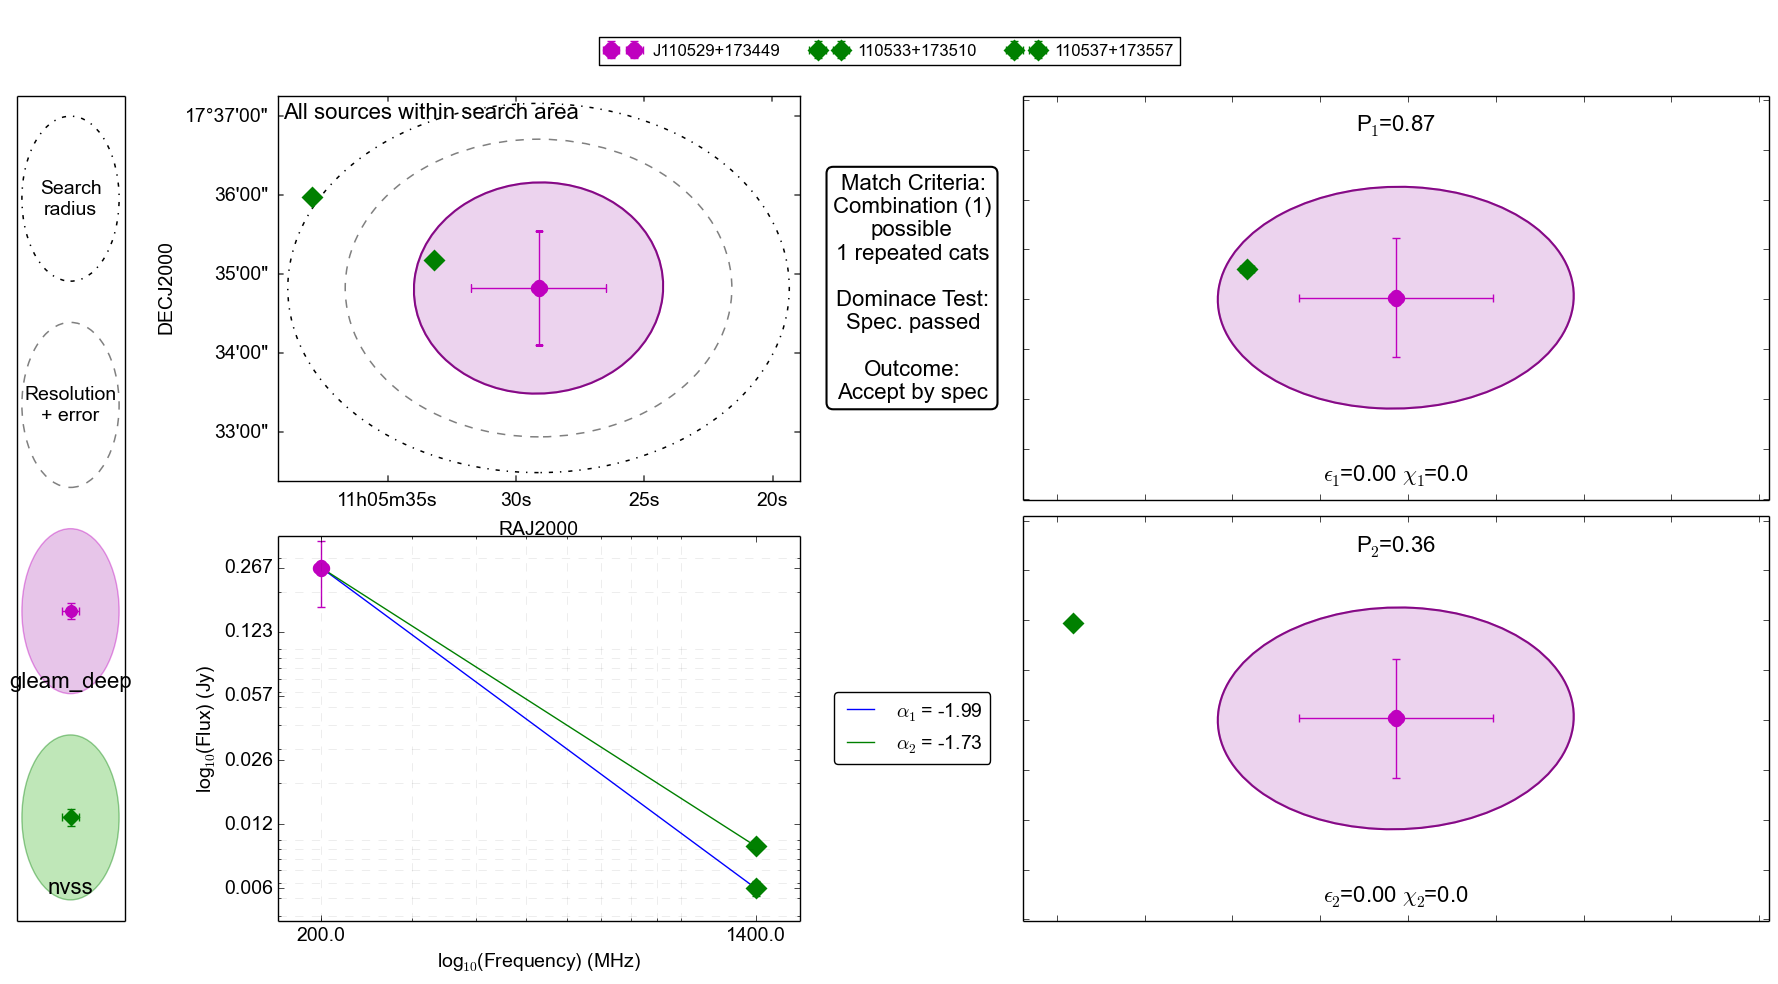 J110529+173449 110533+173510 110537+173557
Search
radius
Resolution
+ error
gleam_deep
nvss
All sources within search area
17°37'00"
36'00"
35'00"
34'00"
33'00"
DECJ2000
11h05m35s 30s 25s 20s
RAJ2000
Match Criteria:
Combination (1)
possible
1 repeated cats
Dominace Test:
Spec. passed
Outcome:
Accept by spec
P₁=0.87
ϵ₁=0.00 χ₁=0.0
0.267
0.123
0.057
0.026
0.012
0.006
log₁₀(Flux) (Jy)
200.0 1400.0
log₁₀(Frequency) (MHz)
α₁ = -1.99
α₂ = -1.73
P₂=0.36
ϵ₂=0.00 χ₂=0.0